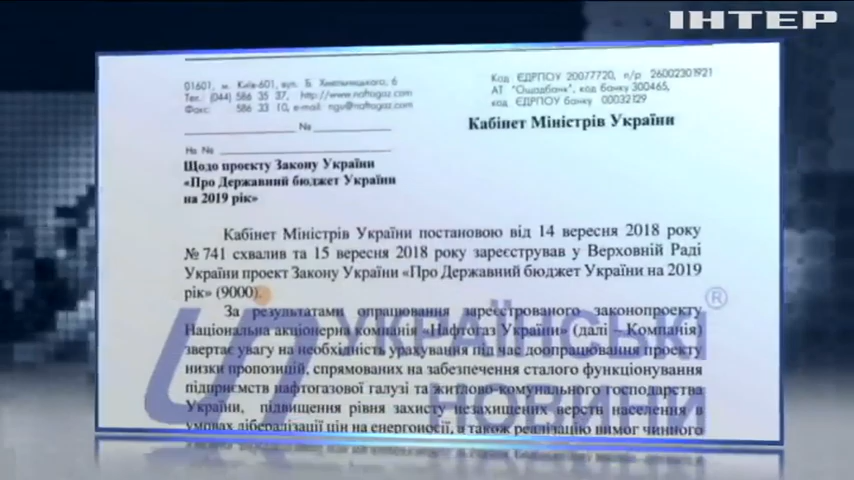 ІНТЕР
01601, м. Київ-601, вул. Б. Хмельницького, 6
Тел.: (044) 586 35 37, http://www.naftogaz.com
Факс: 586 33 10, e-mail: ngu@naftogaz.com
Код ЄДРПОУ 20077720, п/р 26002301921
АТ "Ощадбанк", код банку 300465,
код ЄДРПОУ банку 00032129
№
На №
Кабінет Міністрів України
Щодо проєкту Закону України
«Про Державний бюджет України
на 2019 рік»
Кабінет Міністрів України постановою від 14 вересня 2018 року
№ 741 схвалив та 15 вересня 2018 року зареєстрував у Верховній Раді
України проект Закону України «Про Державний бюджет України на 2019
рік» (9000).
За результатами опрацювання зареєстрованого законопроекту
Національна акціонерна компанія «Нафтогаз України» (далі – Компанія)
звертає увагу на необхідність урахування під час доопрацювання проекту
низки пропозицій, спрямованих на забезпечення сталого функціонування
підприємств нафтогазової галузі та житлово-комунального господарства
України, підвищення рівня захисту незахищених верств населення в
умовах лібералізації цін на енергоносії, а також реалізацію вимог чинного
УКРАЇНСЬКІ
НОВИНИ
®